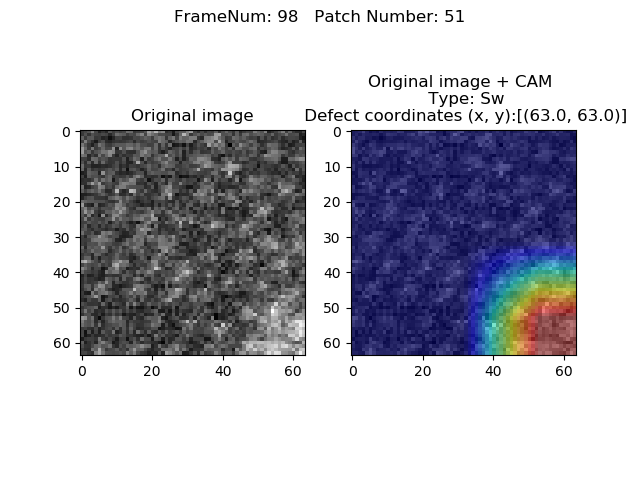 FrameNum: 98   Patch Number: 51
Original image
Original image + CAM
Type: Sw
Defect coordinates (x, y):[(63.0, 63.0)]
0
10
20
30
40
50
60
0 20 40 60
0
10
20
30
40
50
60
0 20 40 60